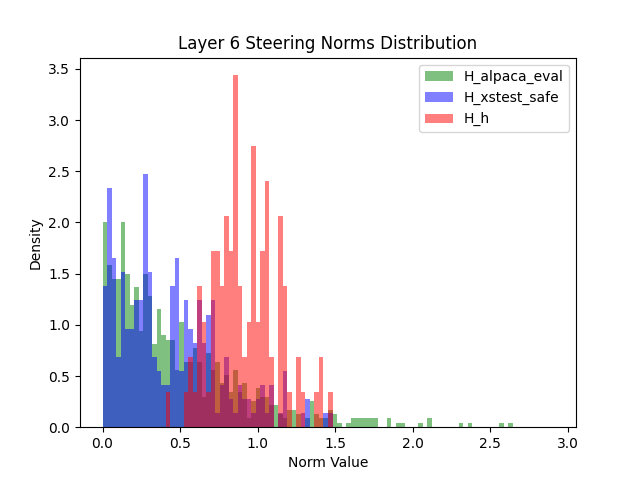 Layer 6 Steering Norms Distribution
H_alpaca_eval
H_xstest_safe
H_h
Density
3.5
3.0
2.5
2.0
1.5
1.0
0.5
0.0
0.0 0.5 1.0 1.5 2.0 2.5 3.0
Norm Value